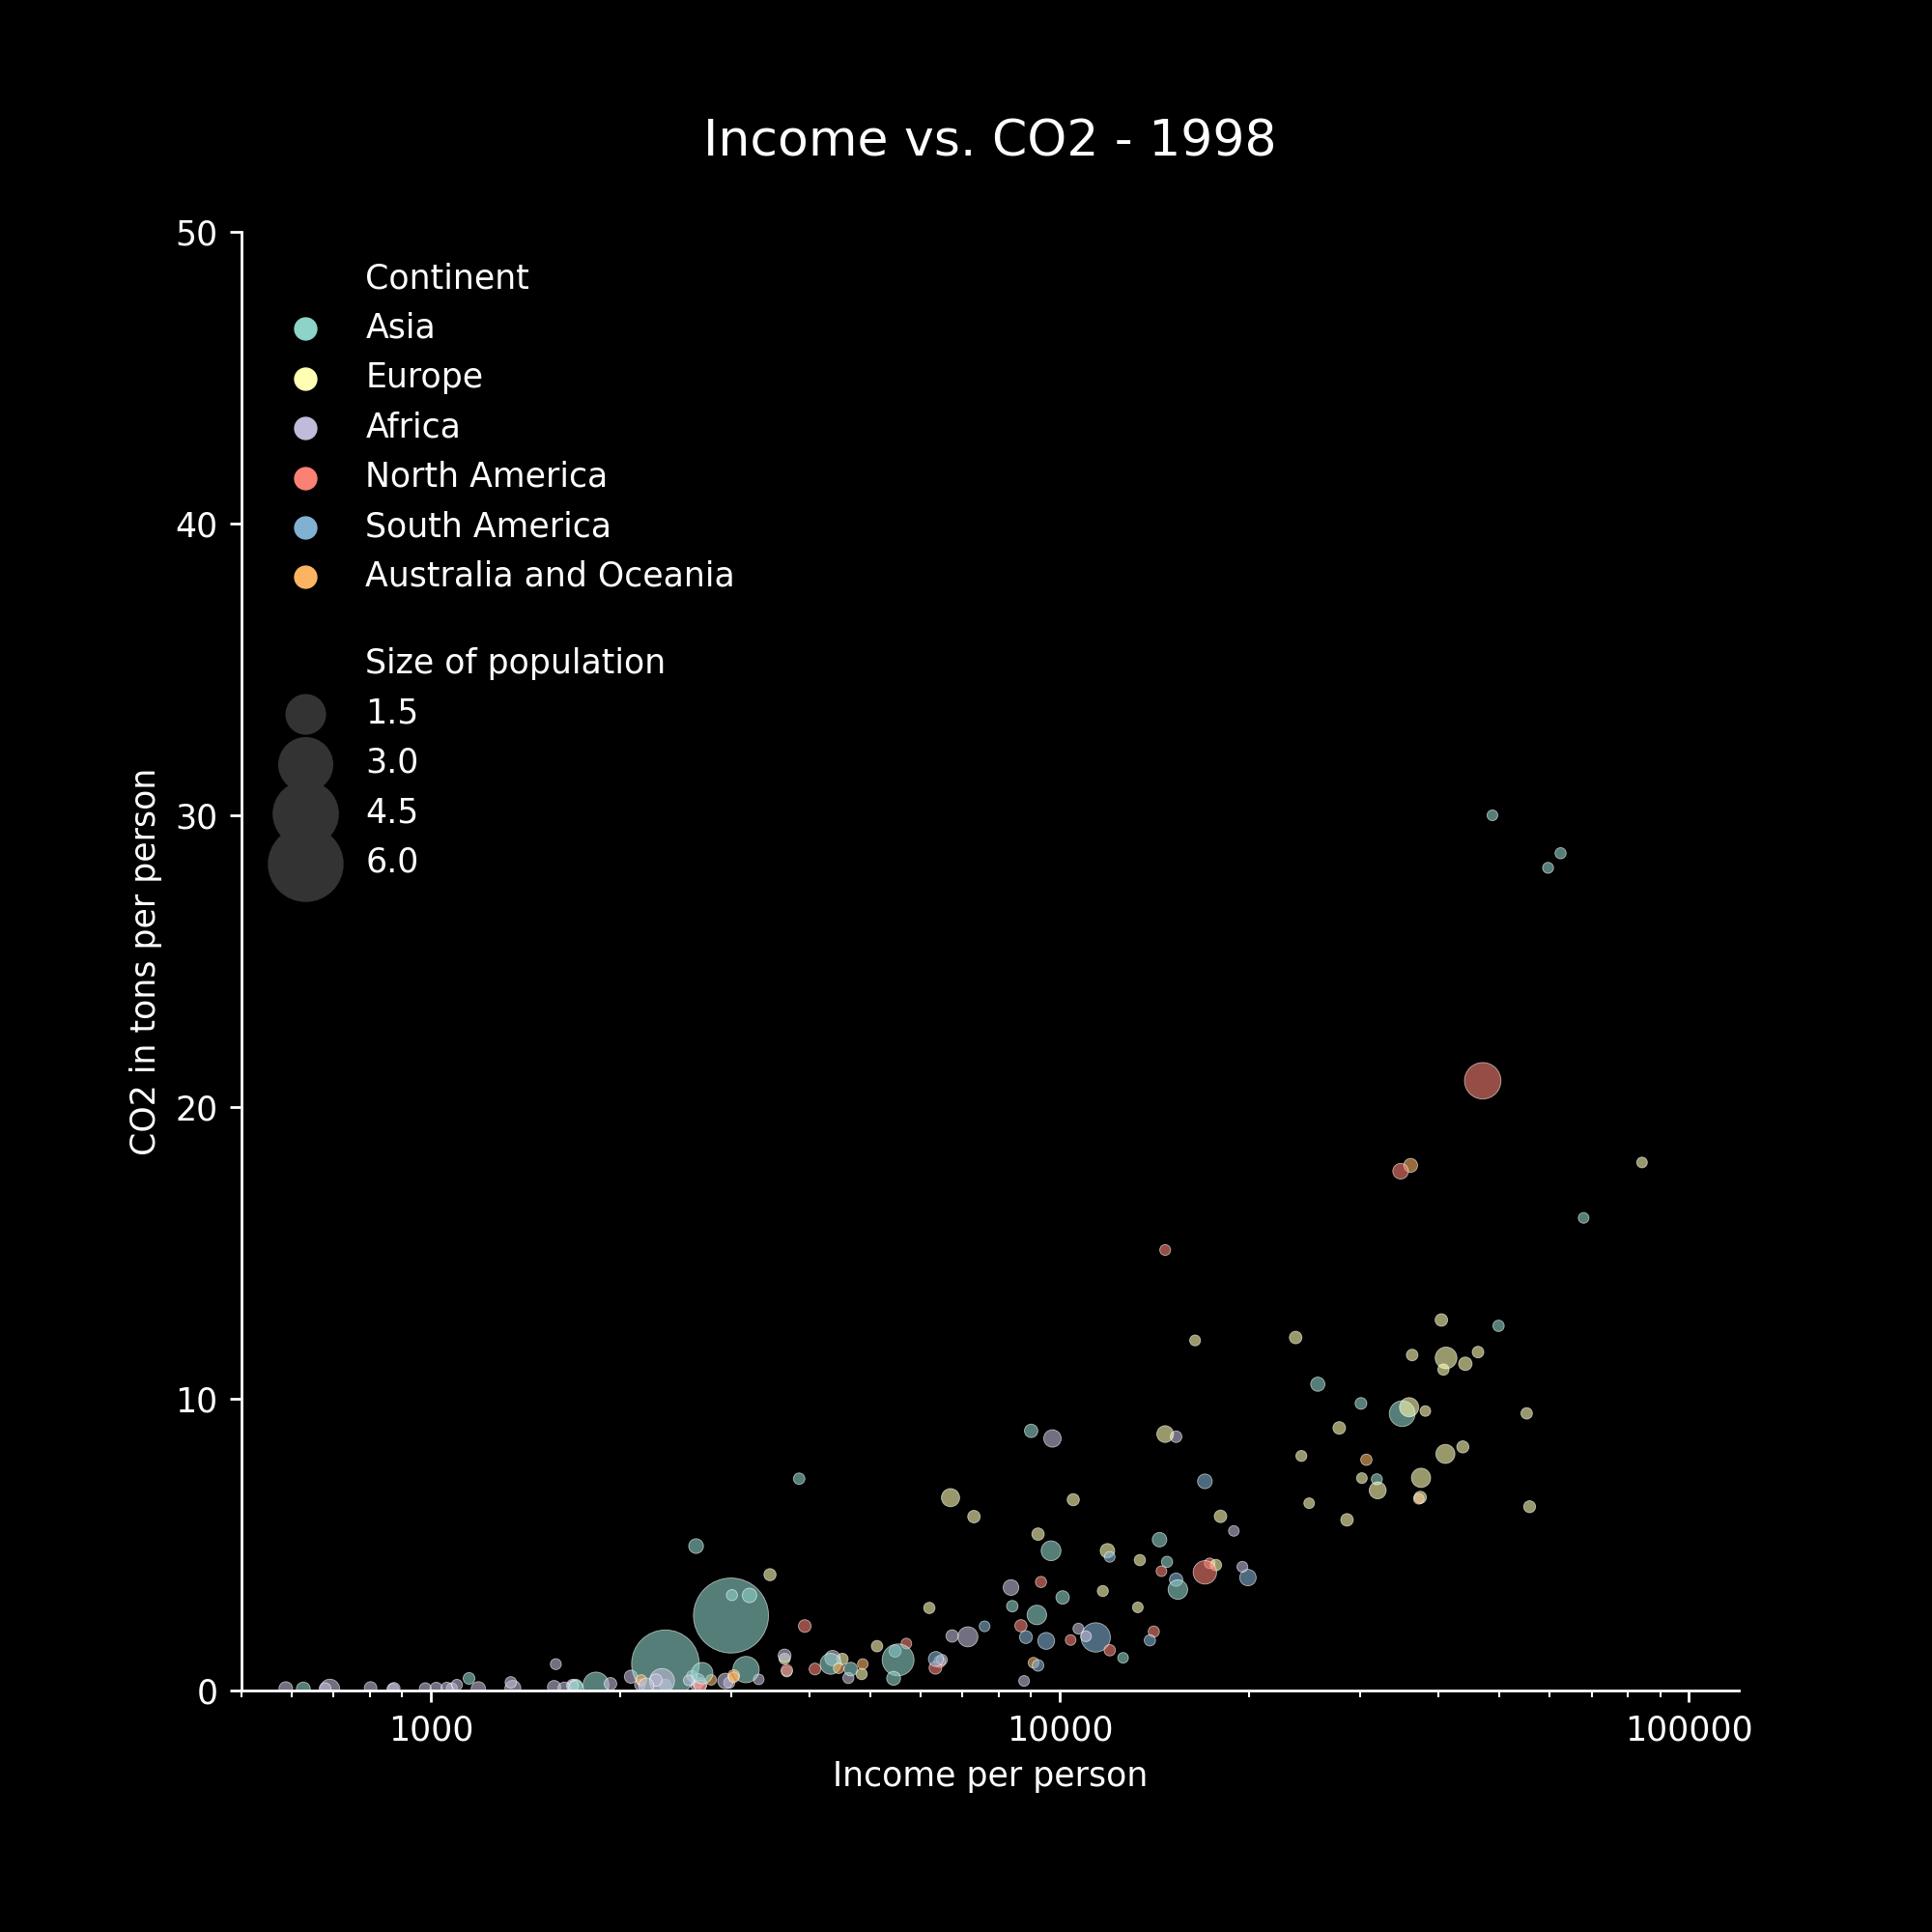 Income vs. CO2 - 1998
50
40
30
20
10
0
CO2 in tons per person
Continent
Asia
Europe
Africa
North America
South America
Australia and Oceania
Size of population
1.5
3.0
4.5
6.0
1000
10000
100000
Income per person